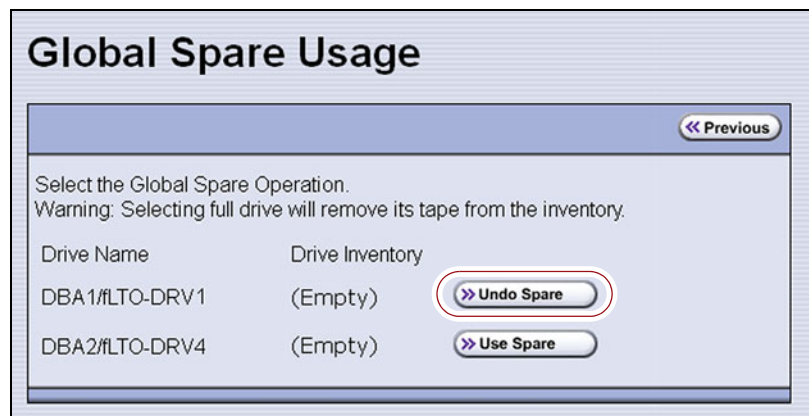 Global Spare Usage
Previous
Select the Global Spare Operation.
Warning: Selecting full drive will remove its tape from the inventory.
Drive Name Drive Inventory
DBA1/fLTO-DRV1 (Empty) Undo Spare
DBA2/fLTO-DRV4 (Empty) Use Spare